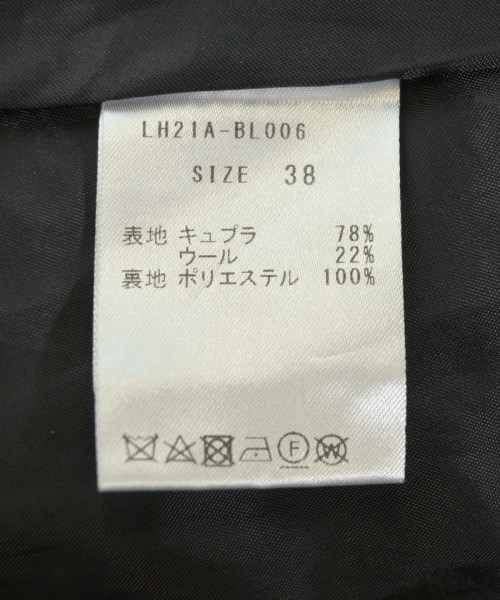 LH21A-BL006
SIZE 38
表地 キュプラ 78%
ウール 22%
裏地 ポリエステル 100%
F W